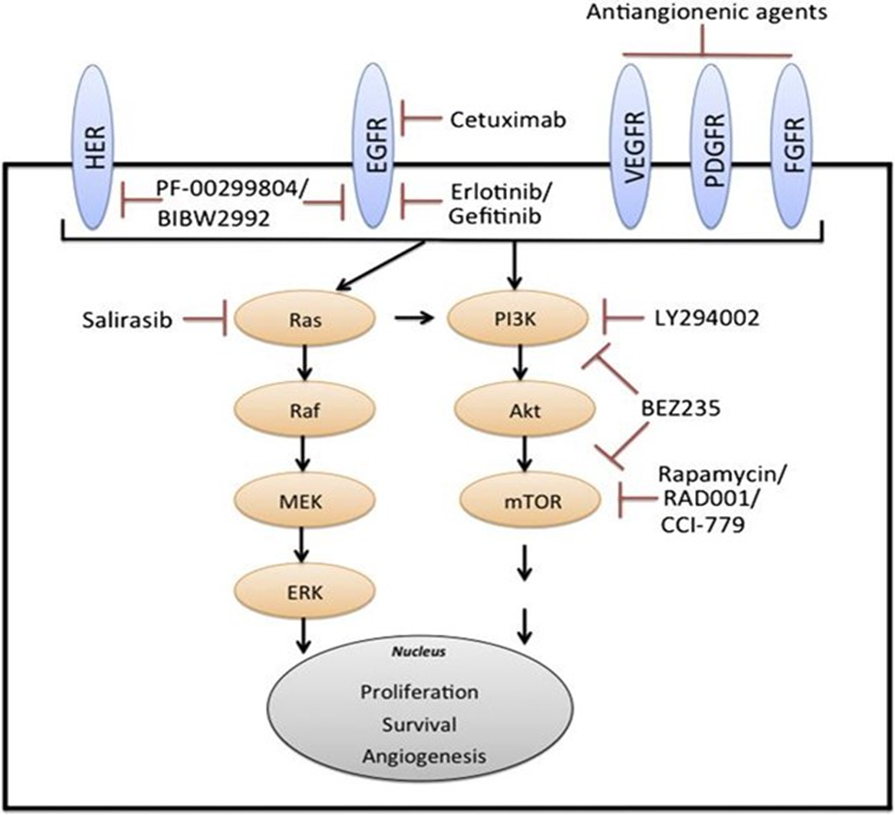 Antiangionenic agents
HER
EGFR
VEGFR
PDGFR
FGFR
Cetuximab
PF-00299804/
BIBW2992
Erlotinib/
Gefitinib
Salirasib
Ras
PI3K
LY294002
Raf
Akt
BEZ235
MEK
mTOR
Rapamycin/
RAD001/
CCI-779
ERK
Nucleus
Proliferation
Survival
Angiogenesis